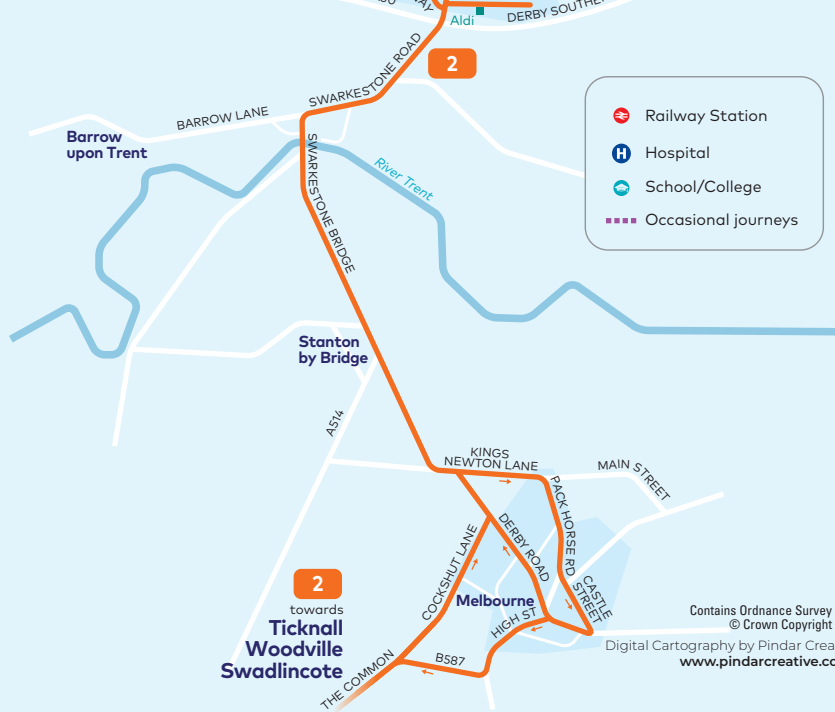 WAY
Aldi
DERBY SOUTHE
2
SWARKESTONE ROAD
BARROW LANE
Barrow
upon Trent
SWARKESTONE BRIDGE
River Trent
Railway Station
H
Hospital
School/College
Occasional journeys
Stanton
by Bridge
A514
KINGS
NEWTON LANE
MAIN STREET
PACK HORSE RD
DERBY ROAD
COCKSHUT LANE
CASTLE
STREET
Melbourne
HIGH ST
B587
THE COMMON
2
towards
Ticknall
Woodville
Swadlincote
Contains Ordnance Survey
© Crown Copyright
Digital Cartography by Pindar Crea
www.pindarcreative.co